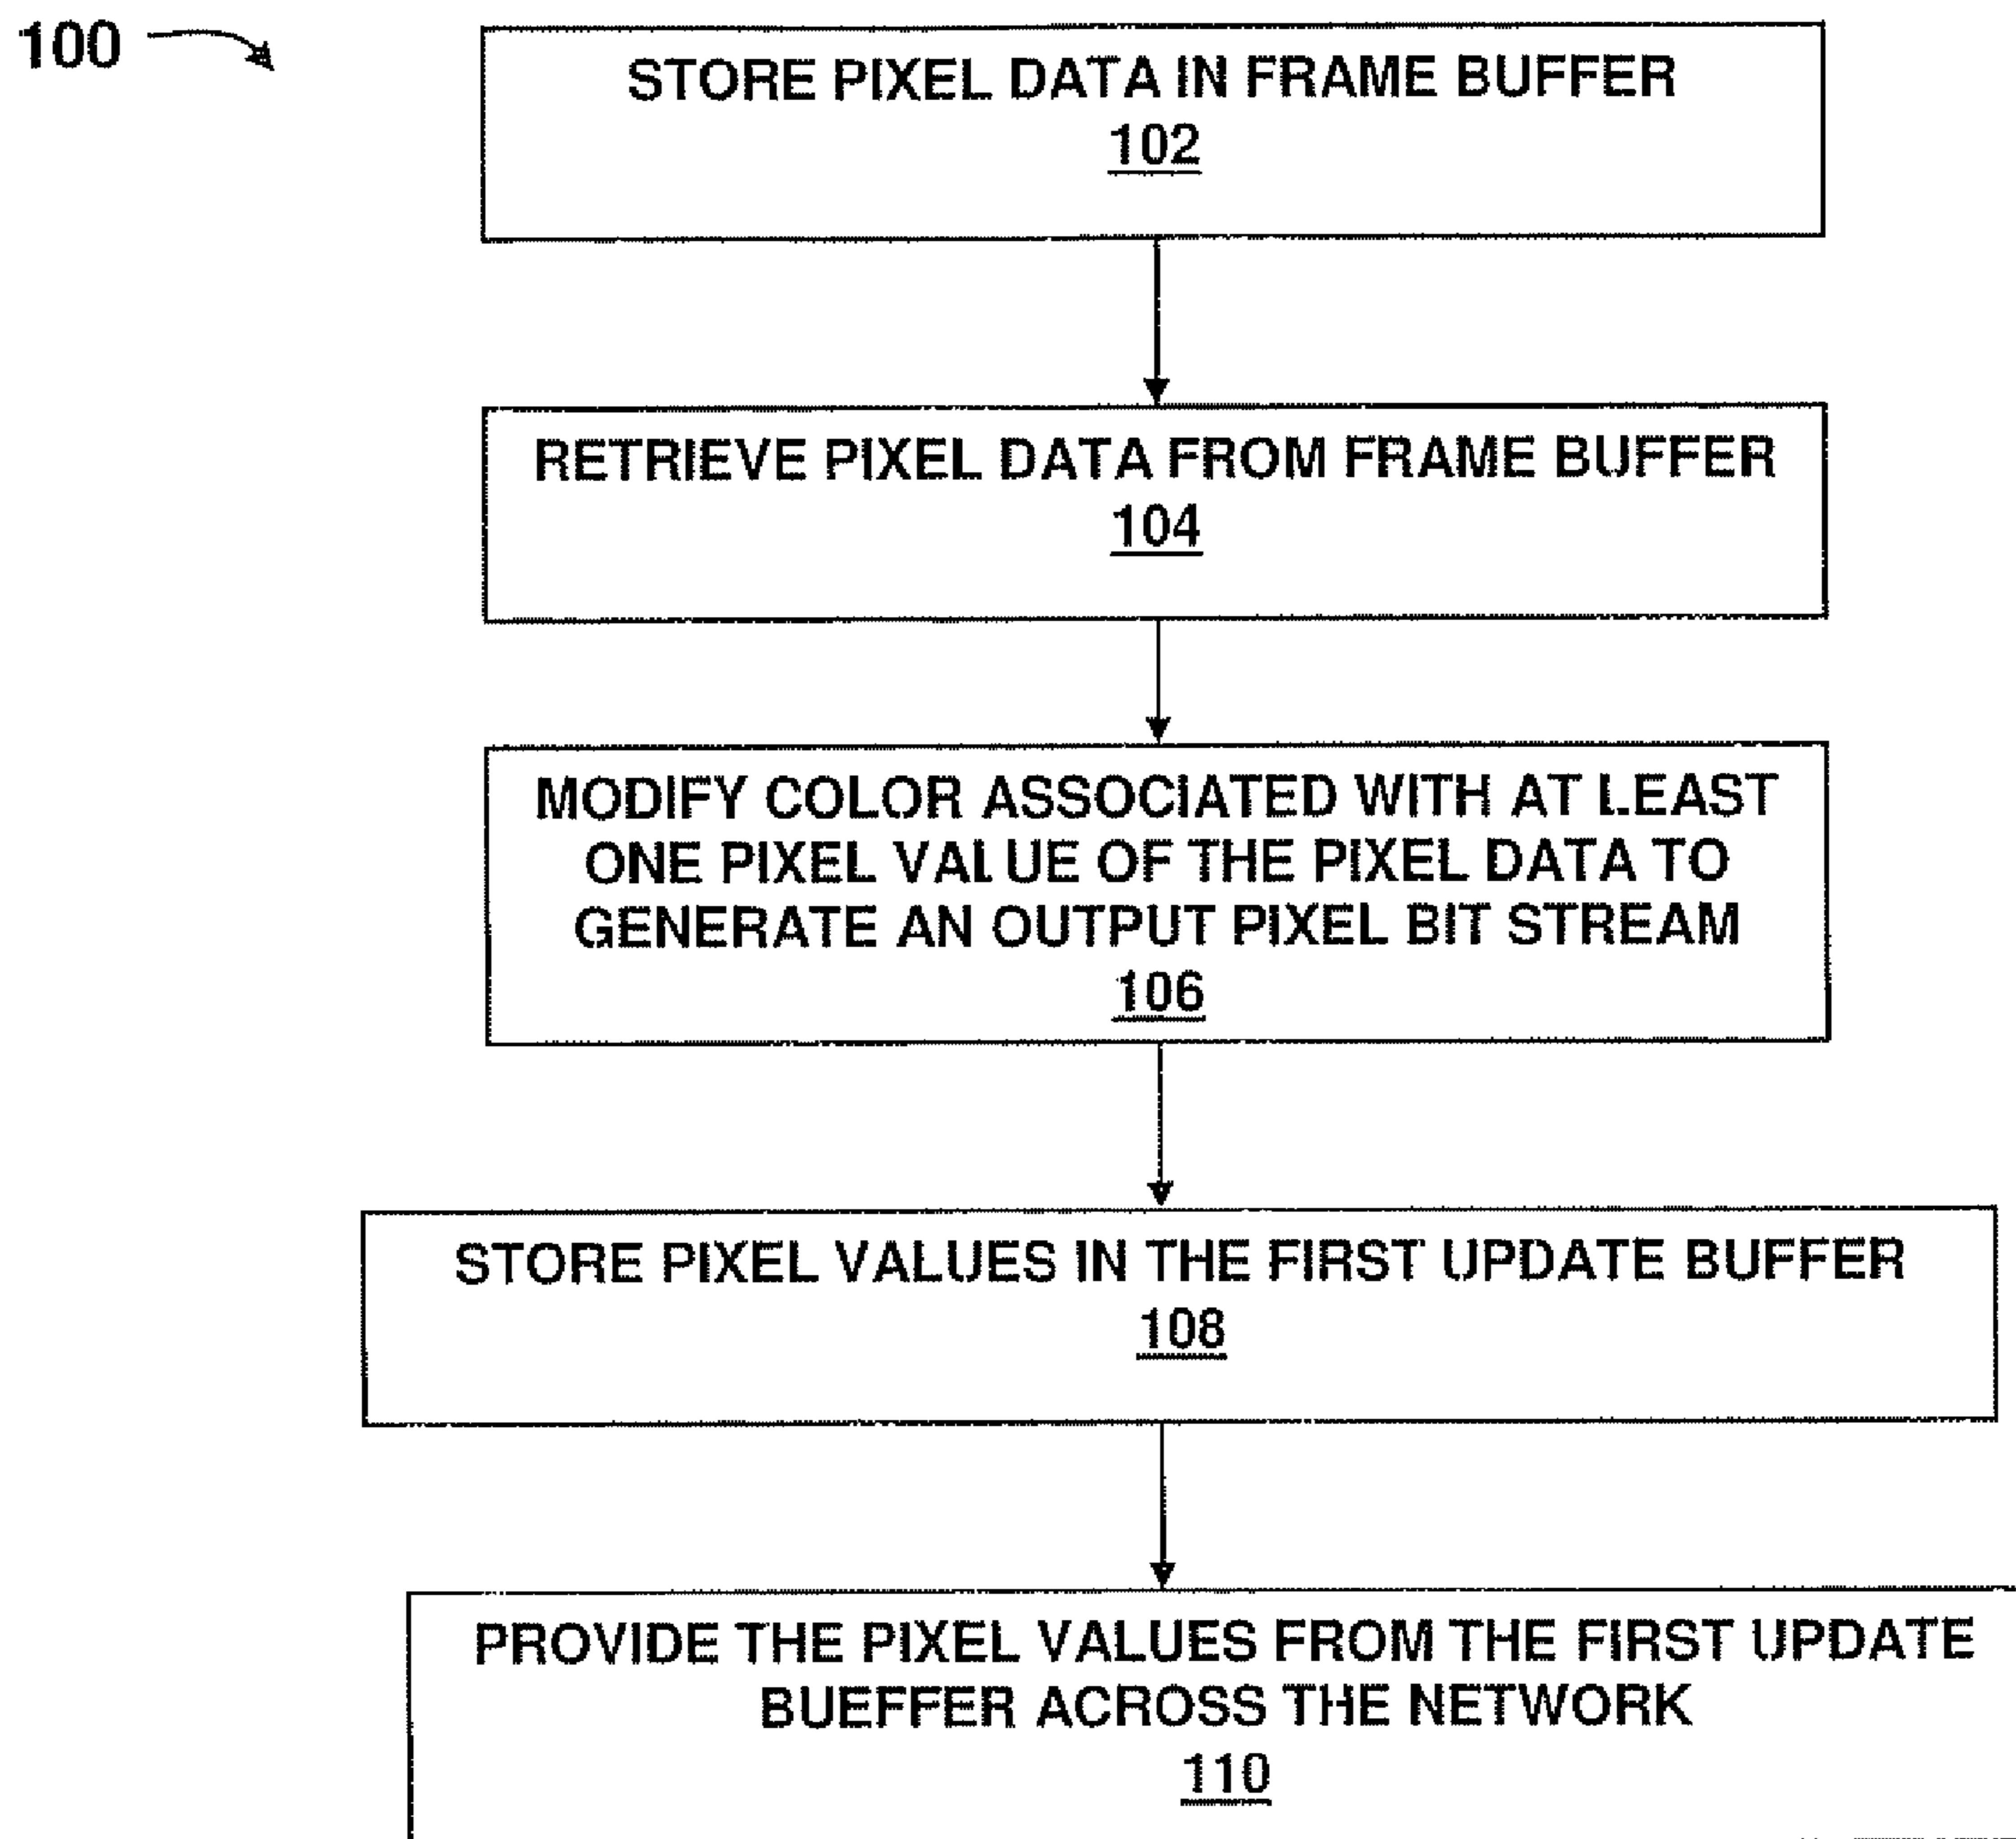 100
STORE PIXEL DATA IN FRAME BUFFER
102
RETRIEVE PIXEL DATA FROM FRAME BUFFER
104
MODIFY COLOR ASSOCIATED WITH AT LEAST
ONE PIXEL VALUE OF THE PIXEL DATA TO
GENERATE AN OUTPUT PIXEL BIT STREAM
106
STORE PIXEL VALUES IN THE FIRST UPDATE BUFFER
108
PROVIDE THE PIXEL VALUES FROM THE FIRST UPDATE
BUEFFER ACROSS THE NETWORK
110